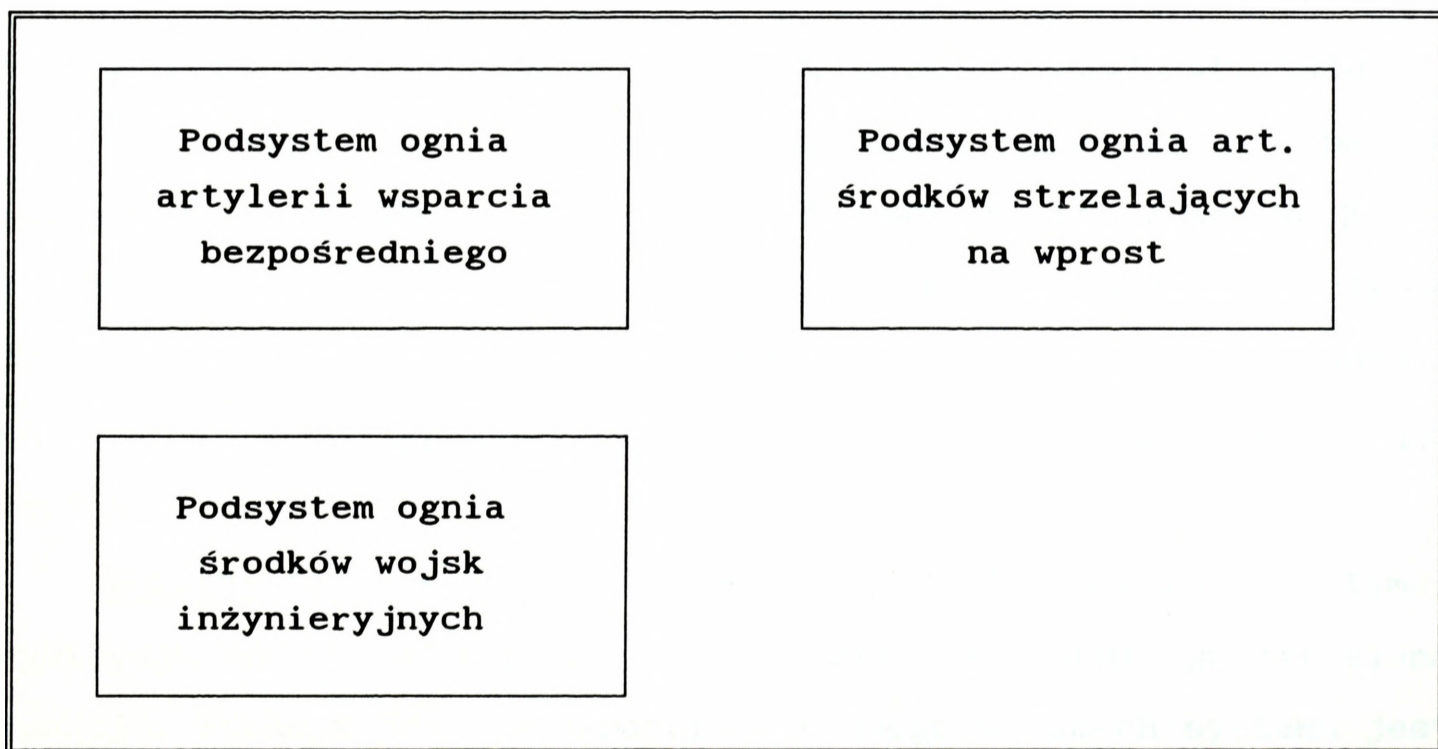 Podsystem ognia
artylerii wsparcia
bezpośredniego
Podsystem ognia art.
środków strzelających
na wprost
Podsystem ognia
środków wojsk
inżynieryjnych